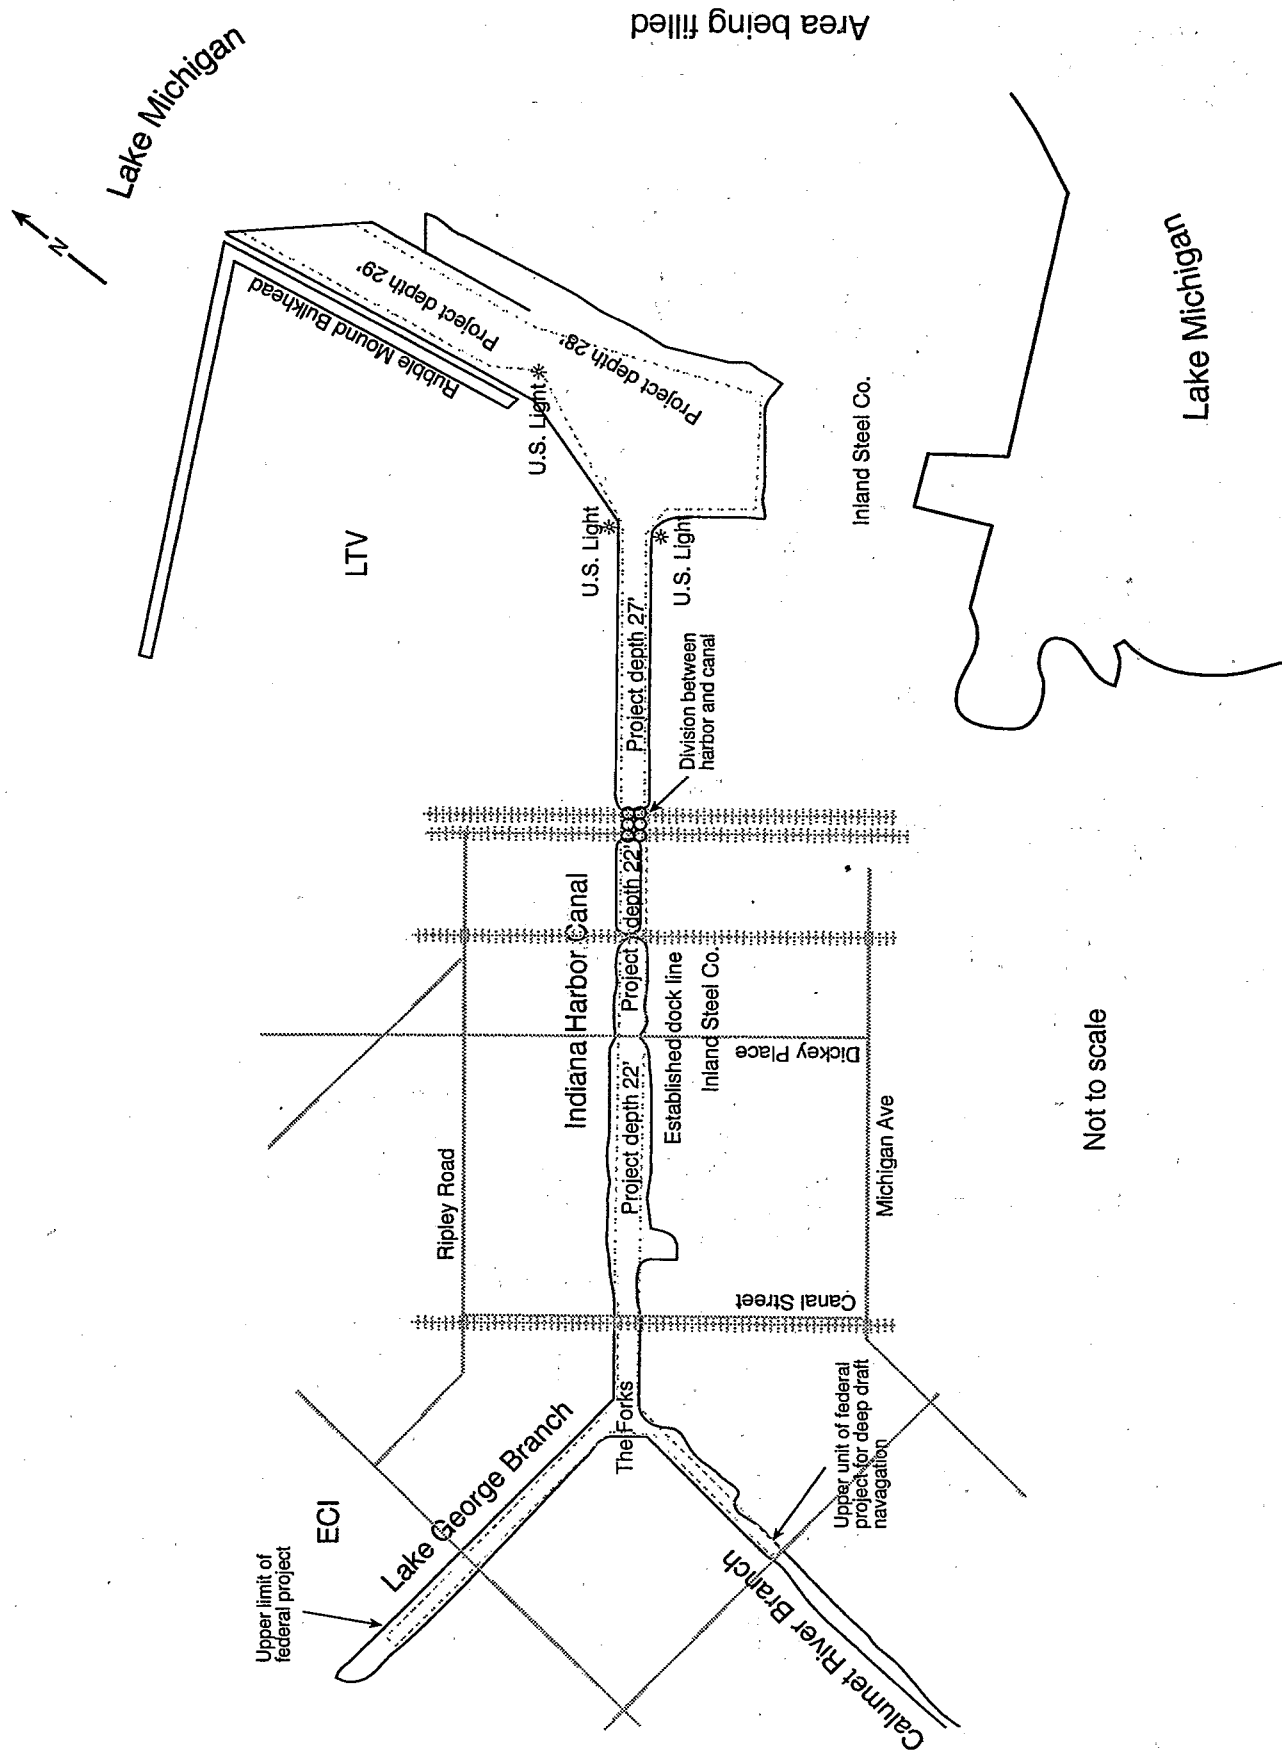 Area being filled
Lake Michigan
N
Project depth 29'
Rubble Mound Bulkhead
Project depth 28'
U.S. Light
Lake Michigan
LTV
U.S. Light
U.S. Light
Inland Steel Co.
Project depth 27'
Division between
harbor and canal
Indiana Harbor Canal
Project depth 22'
Established dock line
Inland Steel Co.
Dickey Place
Project depth 22'
Ripley Road
Michigan Ave
Not to scale
Canal Street
The Forks
Lake George Branch
ECI
Upper limit of
federal project
Upper unit of federal
project for deep draft
navagation
Calumet River Branch